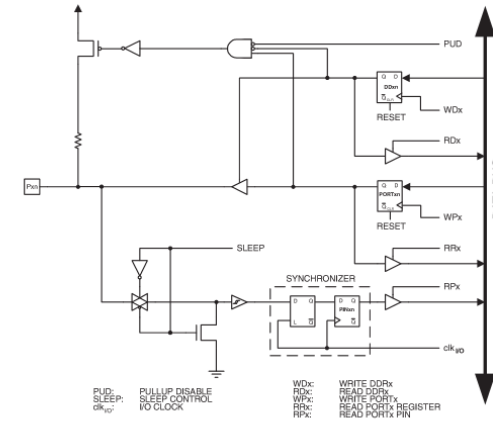 PUD
Q D
DDxn
Q CLR
WDx
RESET
RDx
Pxn
Q D
PORTxn
Q CLR
WPx
RESET
SLEEP
RRx
SYNCHRONIZER
RPx
D Q
D Q
PINxn
L Q
Q
clk I/O
PUD: PULLUP DISABLE
SLEEP: SLEEP CONTROL
clk I/O: I/O CLOCK
WDx: WRITE DDRx
RDx: READ DDRx
WPx: WRITE PORTx
RRx: READ PORTx REGISTER
RPx: READ PORTx PIN